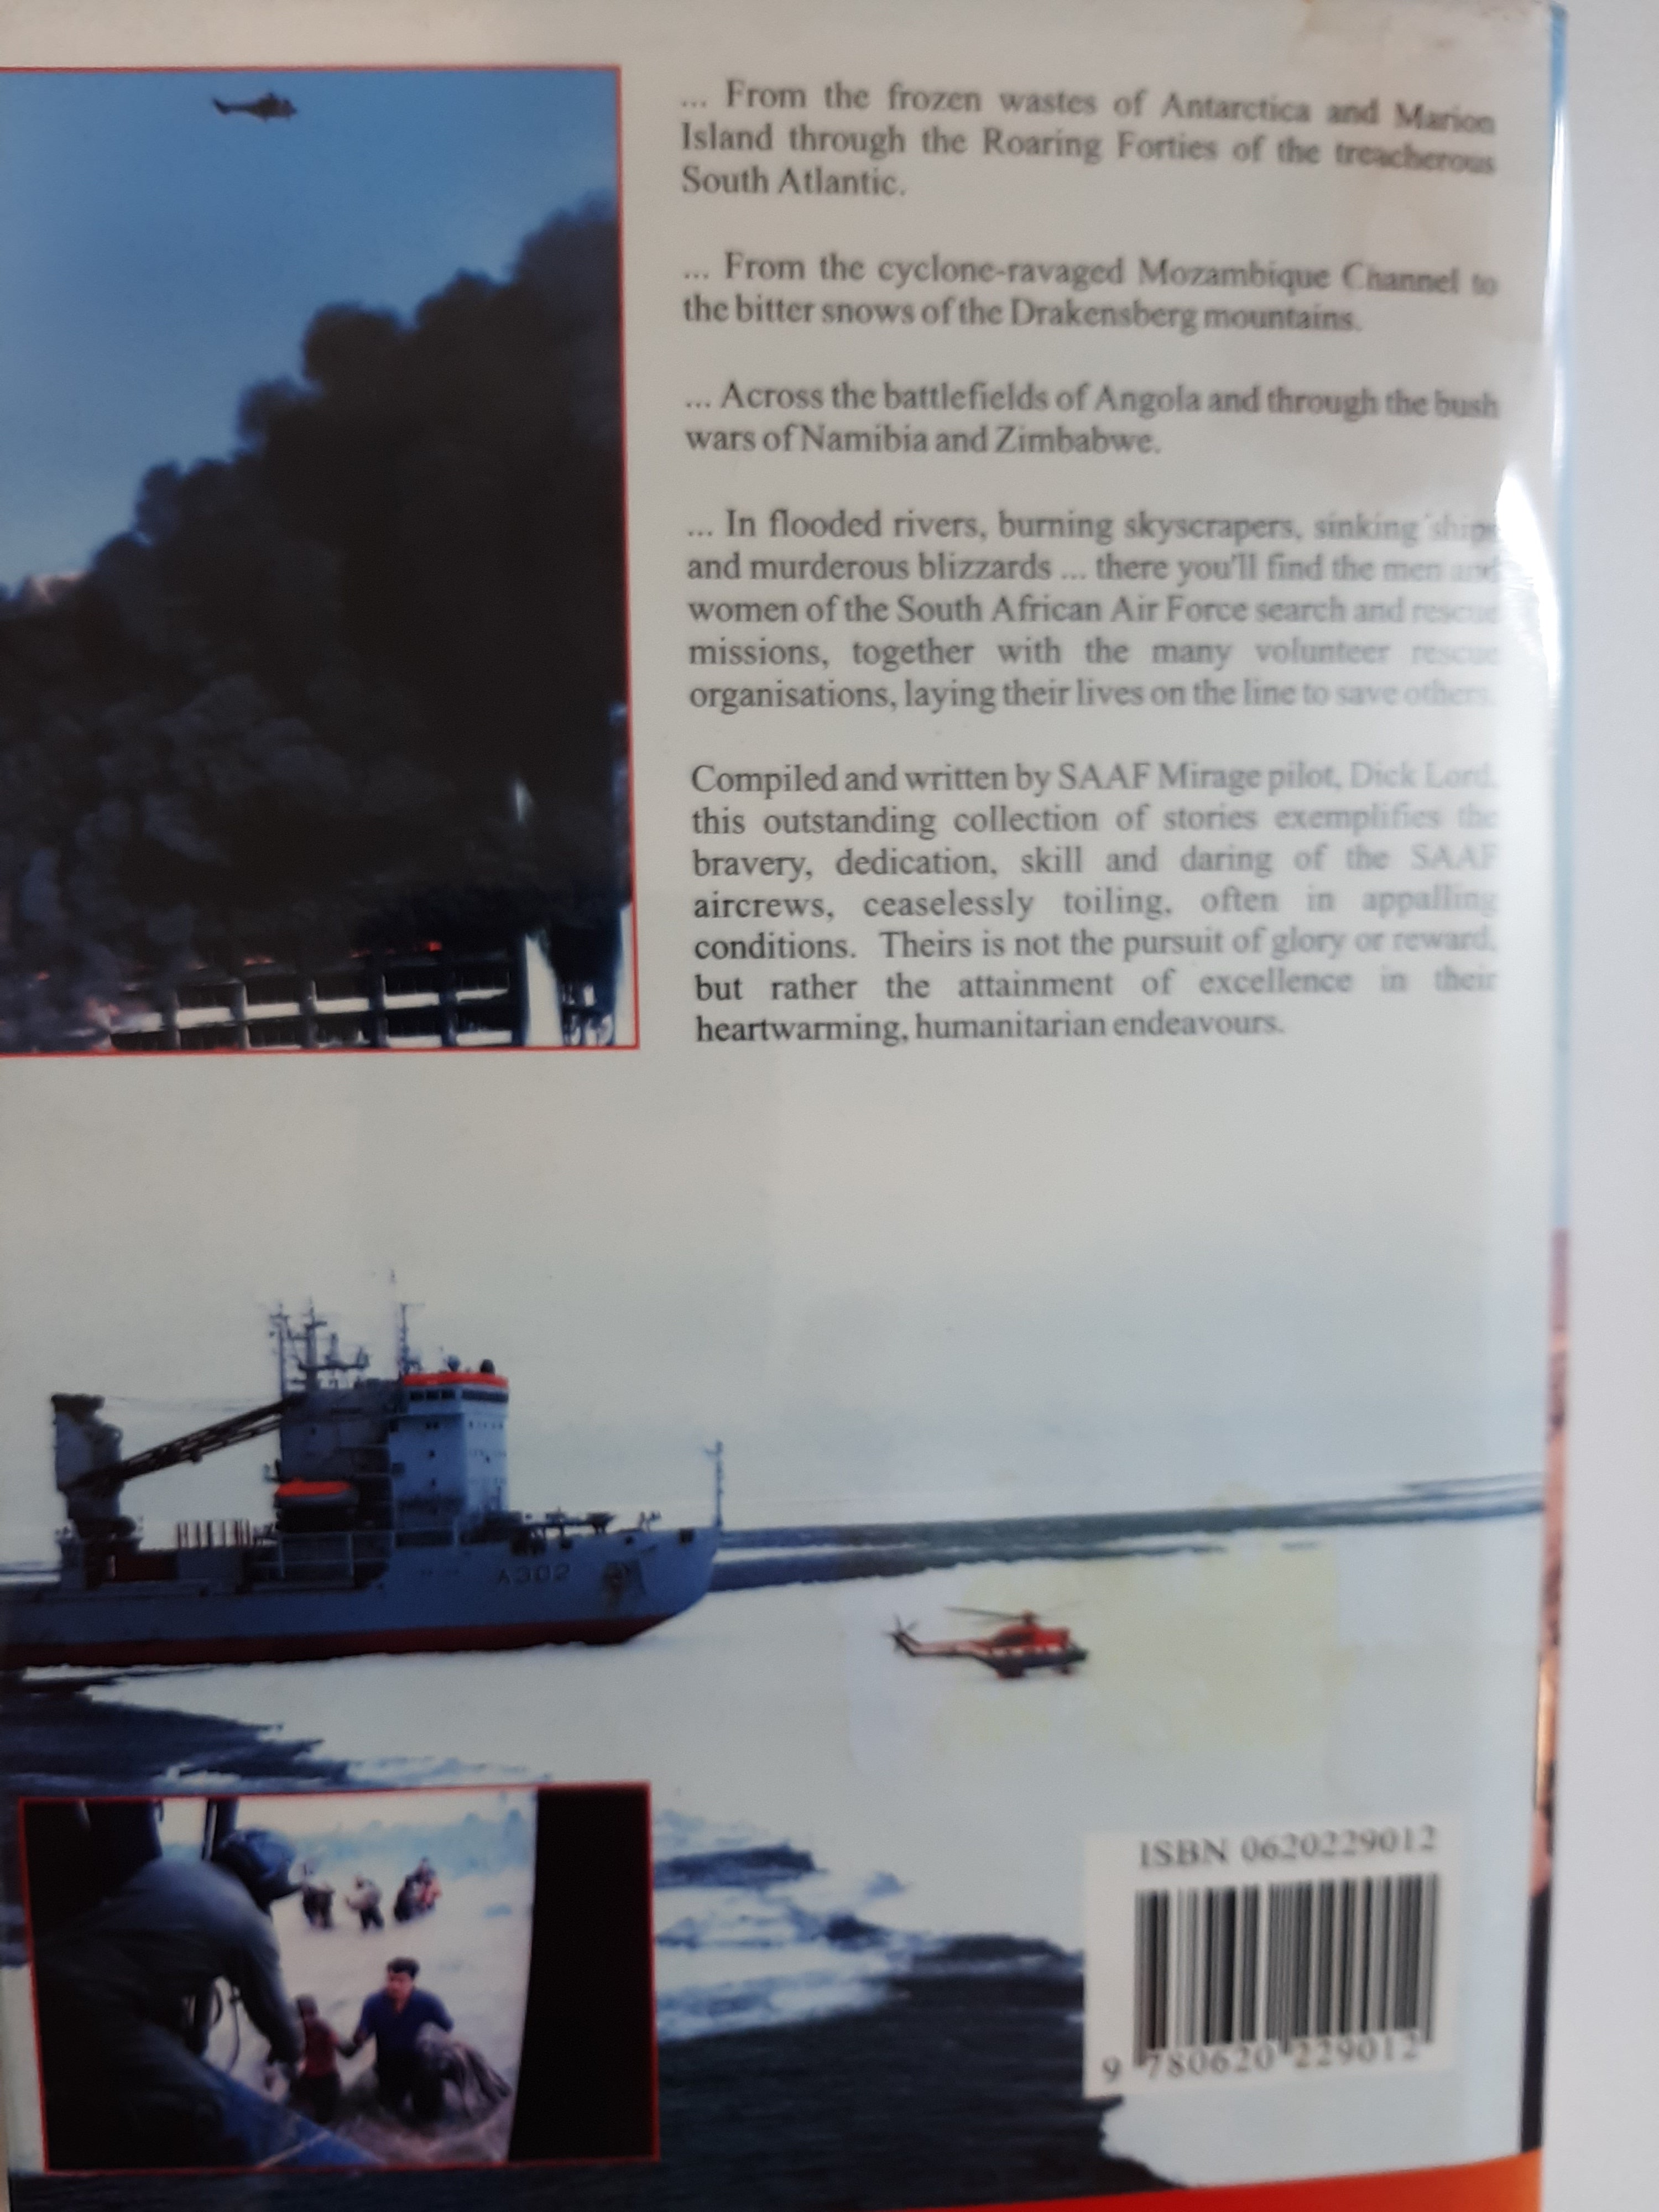 ... From the frozen wastes of Antarctica and Marion
Island through the Roaring Forties of the treacherous
South Atlantic.
... From the cyclone-ravaged Mozambique Channel to
the bitter snows of the Drakensberg mountains.
... Across the battlefields of Angola and through the bush
wars of Namibia and Zimbabwe.
... In flooded rivers, burning skyscrapers, sinking ships
and murderous blizzards ... there you'll find the men and
women of the South African Air Force search and rescue
missions, together with the many volunteer rescue
organisations, laying their lives on the line to save others.
Compiled and written by SAAF Mirage pilot, Dick Lord,
this outstanding collection of stories exemplifies the
bravery, dedication, skill and daring of the SAAF
aircrews, ceaselessly toiling, often in appalling
conditions. Theirs is not the pursuit of glory or reward,
but rather the attainment of excellence in their
heartwarming, humanitarian endeavours.
A302
ISBN 0620229012
9 780620 229012